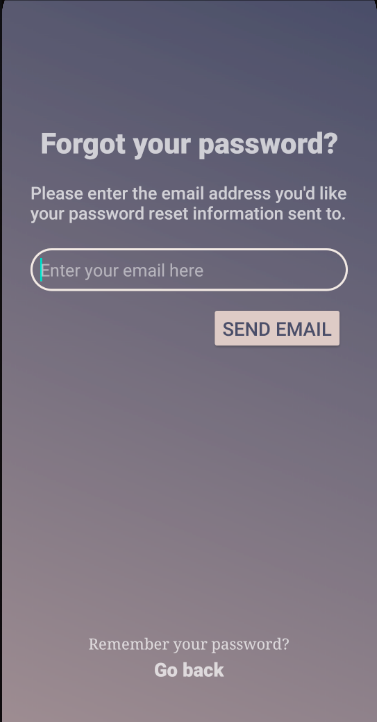 Forgot your password?
Please enter the email address you'd like
your password reset information sent to.
Enter your email here
SEND EMAIL
Remember your password?
Go back